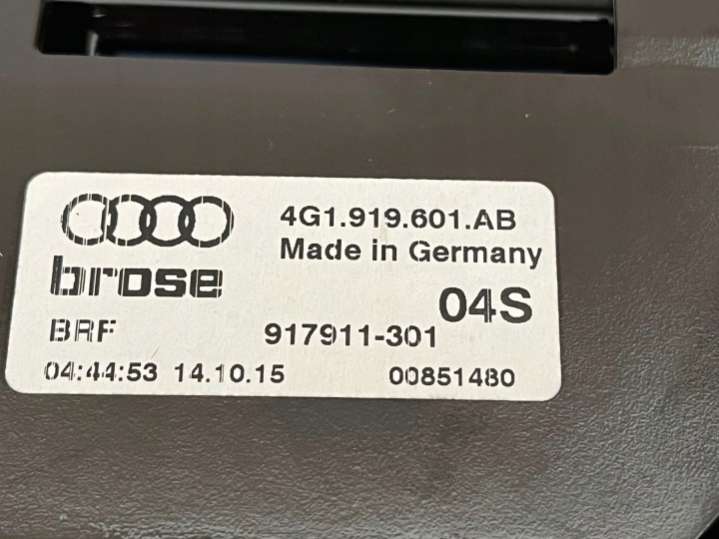 4G1.919.601.AB
Made in Germany
brose
04S
BRF 917911-301
04:44:53 14.10.15 00851480